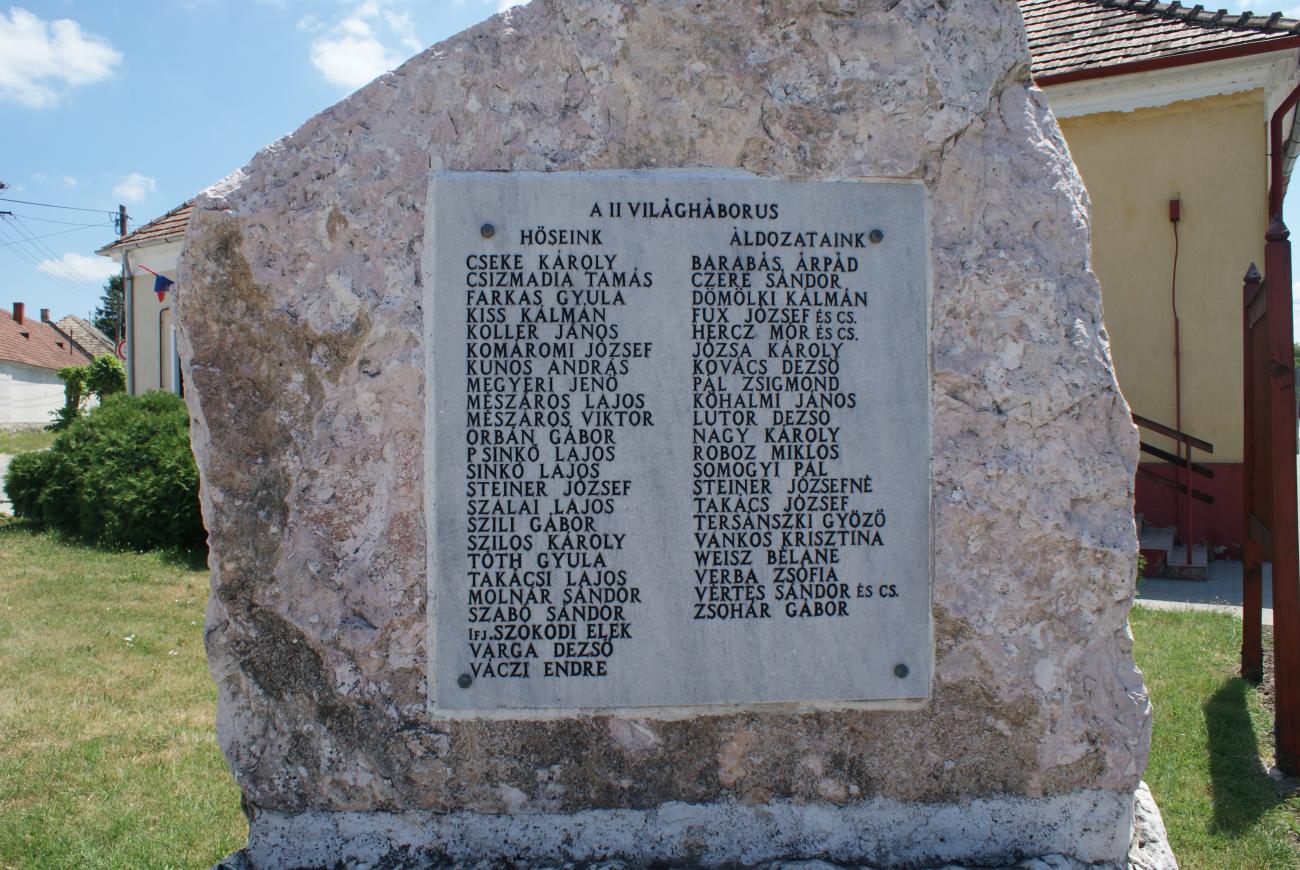 A II VILÁGHÁBORUS
HŐSEINK
CSEKE KÁROLY
CSIZMADIA TAMÁS
FARKAS GYULA
KISS KÁLMÁN
KOLLER JÁNOS
KOMÁROMI JÓZSEF
KUNOS ANDRÁS
MEGYERI JENŐ
MÉSZÁROS LAJOS
MÉSZÁROS VIKTOR
ORBÁN GÁBOR
P SINKÓ LAJOS
SINKÓ LAJOS
STEINER JÓZSEF
SZALAI LAJOS
SZILI GÁBOR
SZILOS KÁROLY
TÓTH GYULA
TAKÁCSI LAJOS
MOLNÁR SÁNDOR
SZABÓ SÁNDOR
IFJ.SZŐKÖDI ELEK
VARGA DEZSŐ
VÁCZI ENDRE
ÁLDOZATAINK
BARABÁS ÁRPÁD
CZERE SÁNDOR
DÖMÖLKI KÁLMÁN
FUX JÓZSEF ÉS CS.
HERCZ MÓR ÉS CS.
JÓZSA KÁROLY
KOVÁCS DEZSŐ
PÁL ZSIGMOND
KŐHALMI JÁNOS
LUTOR DEZSŐ
NAGY KÁROLY
ROBOZ MIKLÓS
SOMOGYI PÁL
STEINER JÓZSEFNÉ
TAKÁCS JÓZSEF
TERSÁNSZKI GYŐZŐ
VANKOS KRISZTINA
WEISZ BÉLANÉ
VERBA ZSÓFIA
VÉRTES SÁNDOR ÉS CS.
ZSOHÁR GÁBOR